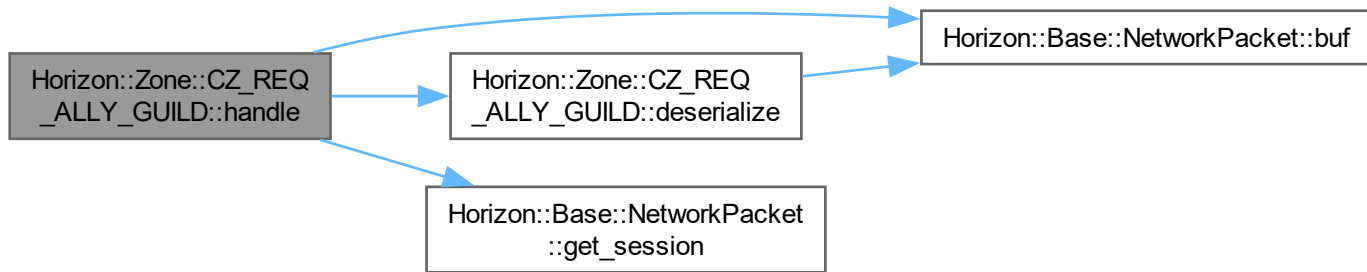 Horizon::Zone::CZ_REQ
_ALLY_GUILD::handle
Horizon::Zone::CZ_REQ
_ALLY_GUILD::deserialize
Horizon::Base::NetworkPacket::buf
Horizon::Base::NetworkPacket
::get_session